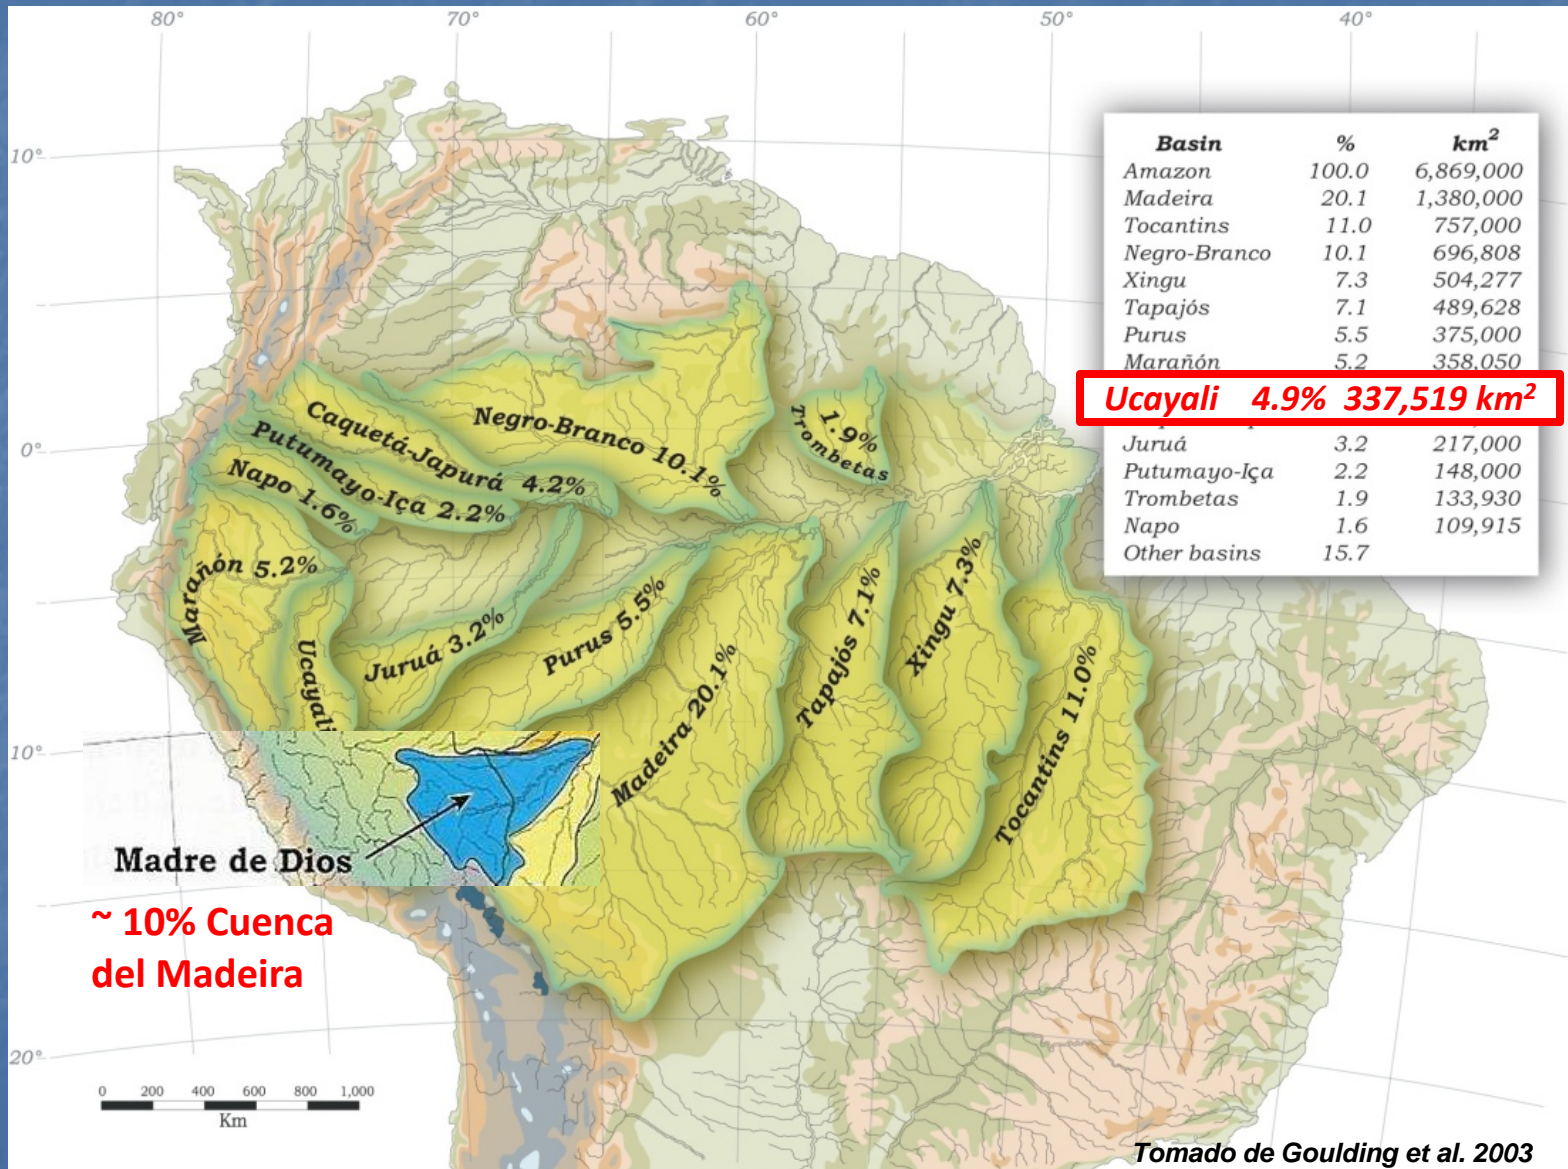 80°
70°
60°
50°
40°
10°
0°
10°
20°
Basin % km²
Amazon 100.0 6,869,000
Madeira 20.1 1,380,000
Tocantins 11.0 757,000
Negro-Branco 10.1 696,808
Xingu 7.3 504,277
Tapajós 7.1 489,628
Purus 5.5 375,000
Marañón 5.2 358,050
Ucayali 4.9% 337,519 km²
Juruá 3.2 217,000
Putumayo-Iça 2.2 148,000
Trombetas 1.9 133,930
Napo 1.6 109,915
Other basins 15.7
Caquetá-Japurá 4.2%
Negro-Branco 10.1%
1.9%
Trombetas
Putumayo-Iça 2.2%
Napo 1.6%
Marañón 5.2%
Ucayali
Juruá 3.2%
Purus 5.5%
Madeira 20.1%
Tapajós 7.1%
Xingu 7.3%
Tocantins 11.0%
Madre de Dios
~ 10% Cuenca
del Madeira
0 200 400 600 800 1,000
Km
Tomado de Goulding et al. 2003